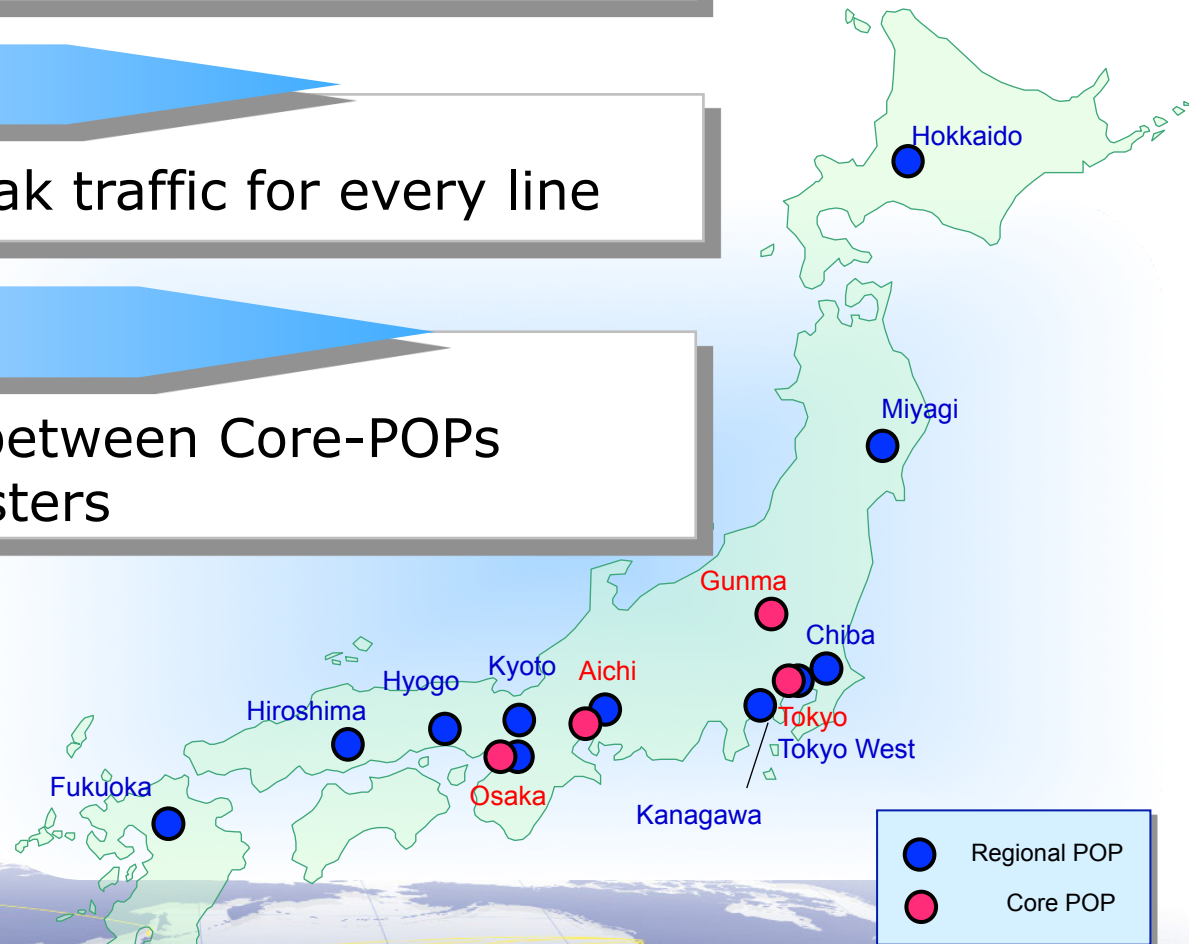 ak traffic for every line
between Core-POPs
sters
Hokkaido
Miyagi
Gunma
Chiba
Kyoto
Aichi
Hyogo
Hiroshima
Tokyo
Tokyo West
Fukuoka
Osaka
Kanagawa
Regional POP
Core POP